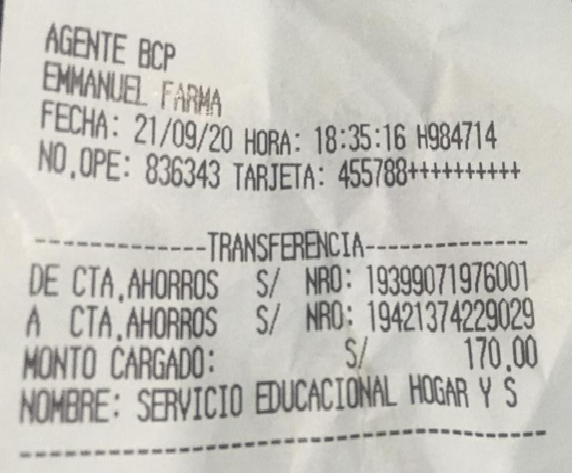 AGENTE BCP
EMMANUEL FARMA
FECHA: 21/09/20 HORA: 18:35:16 H984714
NO.OPE: 836343 TARJETA: 455788++++++++++
-------------TRANSFERENCIA-------------
DE CTA.AHORROS S/ NRO: 19399071976001
A CTA.AHORROS S/ NRO: 19421374229029
MONTO CARGADO: S/ 170.00
NOMBRE: SERVICIO EDUCACIONAL HOGAR Y S